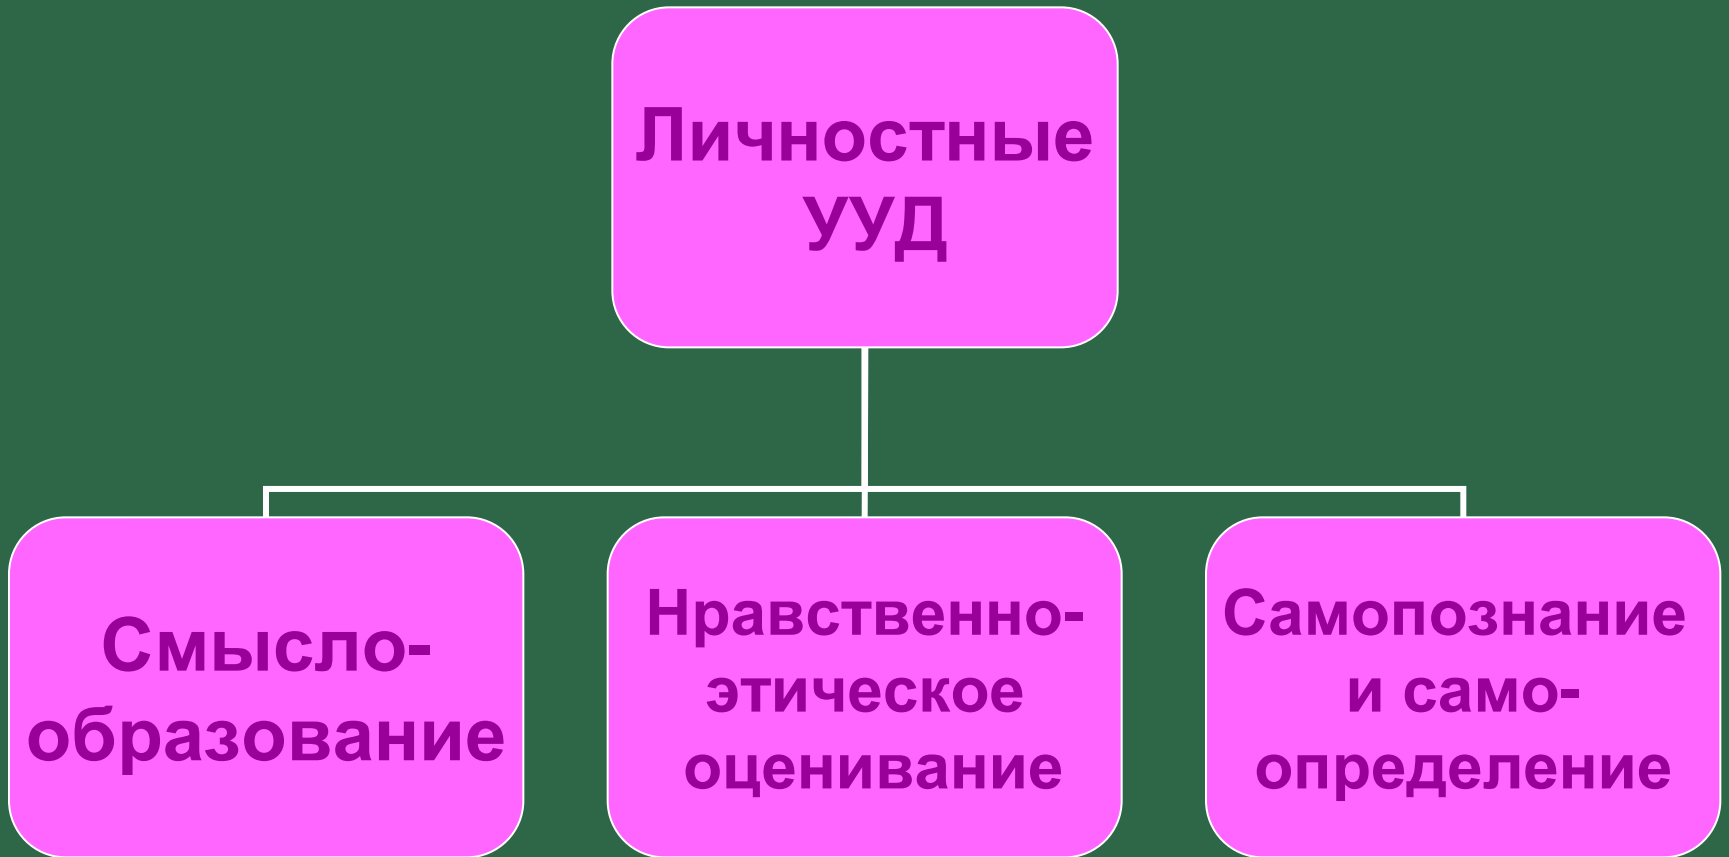 Личностные
УУД
Смысло-
образование
Нравственно-
этическое
оценивание
Самопознание
и само-
определение